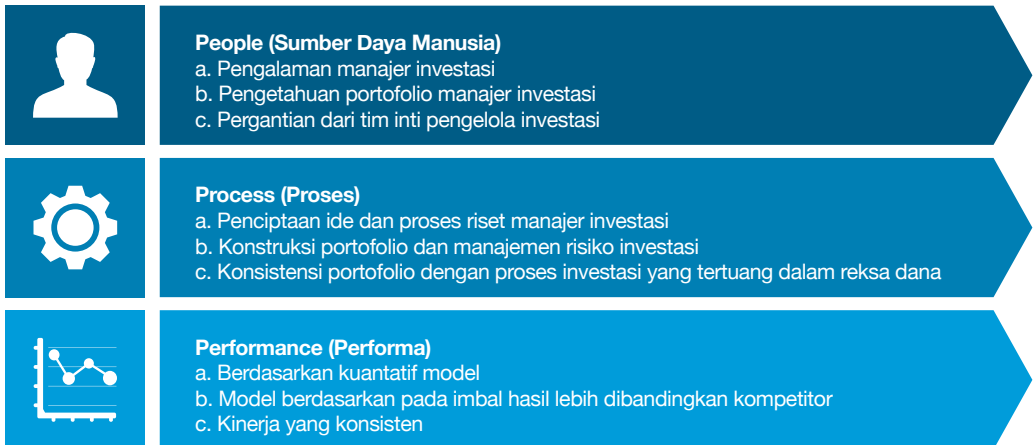 People (Sumber Daya Manusia)
a. Pengalaman manajer investasi
b. Pengetahuan portofolio manajer investasi
c. Pergantian dari tim inti pengelola investasi
Process (Proses)
a. Penciptaan ide dan proses riset manajer investasi
b. Konstruksi portofolio dan manajemen risiko investasi
c. Konsistensi portofolio dengan proses investasi yang tertuang dalam reksa dana
Performance (Performa)
a. Berdasarkan kuantatif model
b. Model berdasarkan pada imbal hasil lebih dibandingkan kompetitor
c. Kinerja yang konsisten